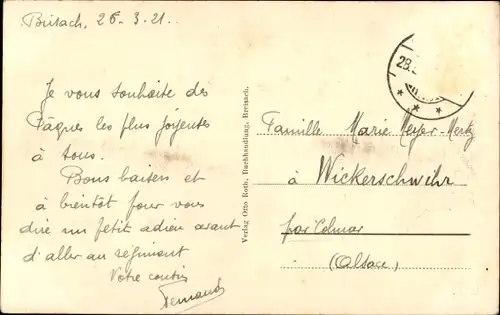 Brisach, 26-3-21.
Je vous souhaite des
Pâques les plus joyeuses
à tous.
Bons baisers et
à bientôt pour vous
dire un petit adieu avant
d'aller au régiment
Votre cousin
Fernand
Verlag Otto Roth, Buchhandlung, Breisach.
28.
Famille Marie Meyer-Mertz
à Wickerschwihr
par Colmar
(Alsace)